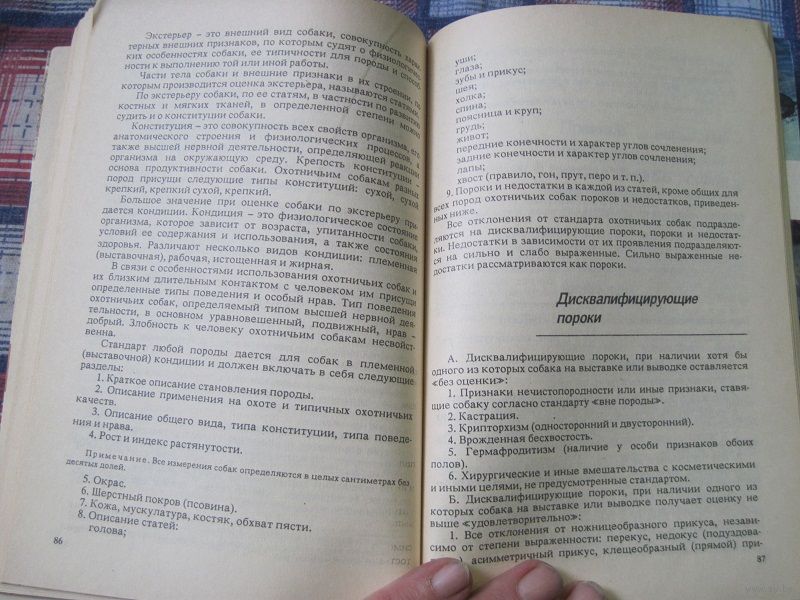 Экстерьер – это внешний вид собаки, совокупность харак-
терных внешних признаков, по которым судят о физиологичес-
ких особенностях собаки, ее типичности для породы и способ-
ности к выполнению той или иной работы.
Части тела собаки и внешние признаки в их строении, по
которым производится оценка экстерьера, называются статями.
По экстерьеру собаки, по ее статям, в частности по развитию
костных и мягких тканей, в определенной степени можно
судить и о конституции собаки.
Конституция – это совокупность всех свойств организма, его
анатомического строения и физиологических процессов, а
также высшей нервной деятельности, определяющей реакции
организма на окружающую среду. Крепость конституции –
основа продуктивности собаки. Охотничьим собакам разных
пород присущи следующие типы конституций: сухой, сухой
крепкий, крепкий сухой, крепкий.
Большое значение при оценке собаки по экстерьеру при-
дается кондиции. Кондиция – это физиологическое состояние
организма, которое зависит от возраста, упитанности собаки,
условий ее содержания и использования, а также состояния
здоровья. Различают несколько видов кондиции: племенная
(выставочная), рабочая, истощенная и жирная.
В связи с особенностями использования охотничьих собак и
их близким длительным контактом с человеком им присущи
определенные типы поведения и особый нрав. Тип поведения
охотничьих собак, определяемый типом высшей нервной дея-
тельности, в основном уравновешенный, подвижный, нрав –
добрый. Злобность к человеку охотничьим собакам несвойст-
венна.
Стандарт любой породы дается для собак в племенной
(выставочной) кондиции и должен включать в себя следующие
разделы:
1. Краткое описание становления породы.
2. Описание применения на охоте и типичных охотничьих
качеств.
3. Описание общего вида, типа конституции, типа поведе-
ния и нрава.
4. Рост и индекс растянутости.
Примечание. Все измерения собак определяются в целых сантиметрах без
десятых долей.
5. Окрас.
6. Шерстный покров (псовина).
7. Кожа, мускулатура, костяк, обхват пясти.
8. Описание статей:
голова;
86
уши;
глаза;
зубы и прикус;
шея;
холка;
спина;
поясница и круп;
грудь;
живот;
передние конечности и характер углов сочленения;
задние конечности и характер углов сочленения;
лапы;
хвост (правило, гон, прут, перо и т. п.).
9. Пороки и недостатки в каждой из статей, кроме общих для
всех пород охотничьих собак пороков и недостатков, приведен-
ных ниже.
Все отклонения от стандарта охотничьих собак подразде-
ляются на дисквалифицирующие пороки, пороки и недостат-
ки. Недостатки в зависимости от их проявления подразделяют-
ся на сильно и слабо выраженные. Сильно выраженные не-
достатки рассматриваются как пороки.
Дисквалифицирующие
пороки
А. Дисквалифицирующие пороки, при наличии хотя бы
одного из которых собака на выставке или выводке оставляется
«без оценки»:
1. Признаки нечистопородности или иные признаки, ставя-
щие собаку согласно стандарту «вне породы».
2. Кастрация.
3. Крипторхизм (односторонний и двусторонний).
4. Врожденная бесхвостость.
5. Гермафродитизм (наличие у особи признаков обоих
полов).
6. Хирургические и иные вмешательства с косметическими
и иными целями, не предусмотренные стандартом.
Б. Дисквалифицирующие пороки, при наличии одного из
которых собака на выставке или выводке получает оценку не
выше «удовлетворительно»:
1. Все отклонения от ножницеобразного прикуса, незави-
симо от степени выраженности: перекус, недокус (подуздова-
асимметричный прикус, клещеобразный (прямой) при-
87